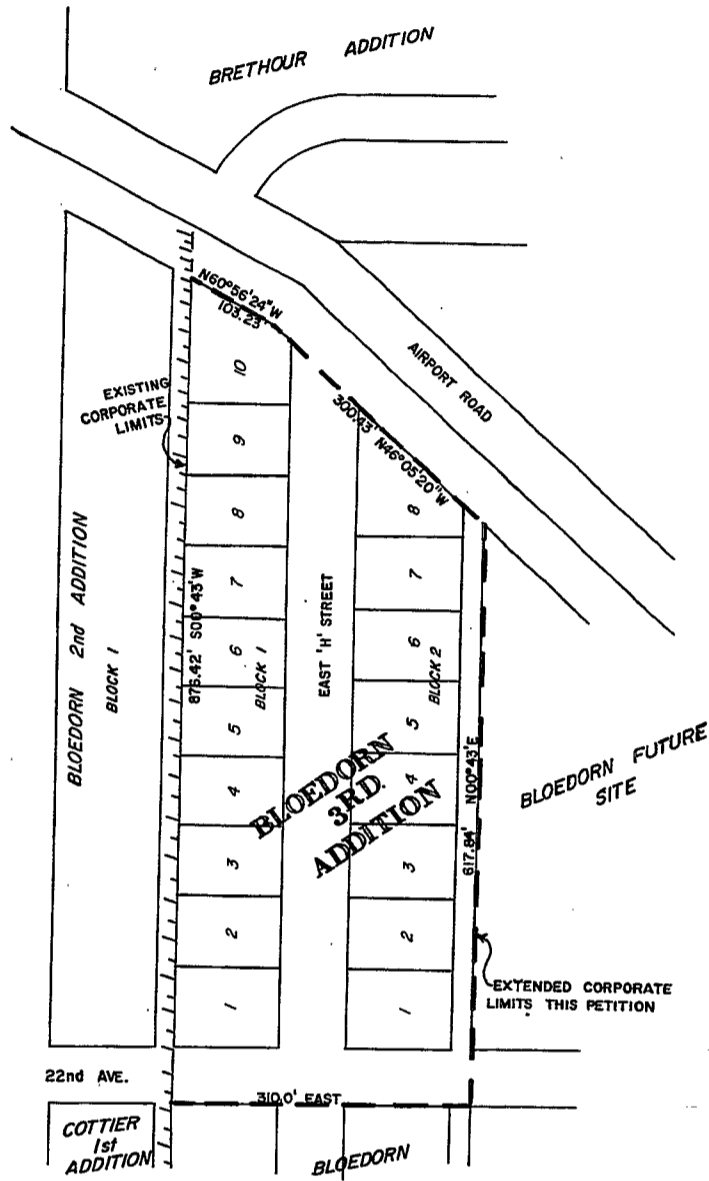 BRETHOUR ADDITION
N60°56'24"W
103.23'
AIRPORT ROAD
EXISTING
CORPORATE
LIMITS
300.43' N46°05'20"W
10
9
8
7
6
5
4
3
2
1
BLOEDORN 2nd ADDITION
BLOCK 1
876.42' S00°43'W
BLOCK 1
EAST 'H' STREET
8
7
6
5
4
3
2
1
BLOCK 2
BLOEDORN
3RD.
ADDITION
617.84' N00°43'E
BLOEDORN FUTURE
SITE
EXTENDED CORPORATE
LIMITS THIS PETITION
22nd AVE.
310.0' EAST
COTTIER
1st
ADDITION
BLOEDORN